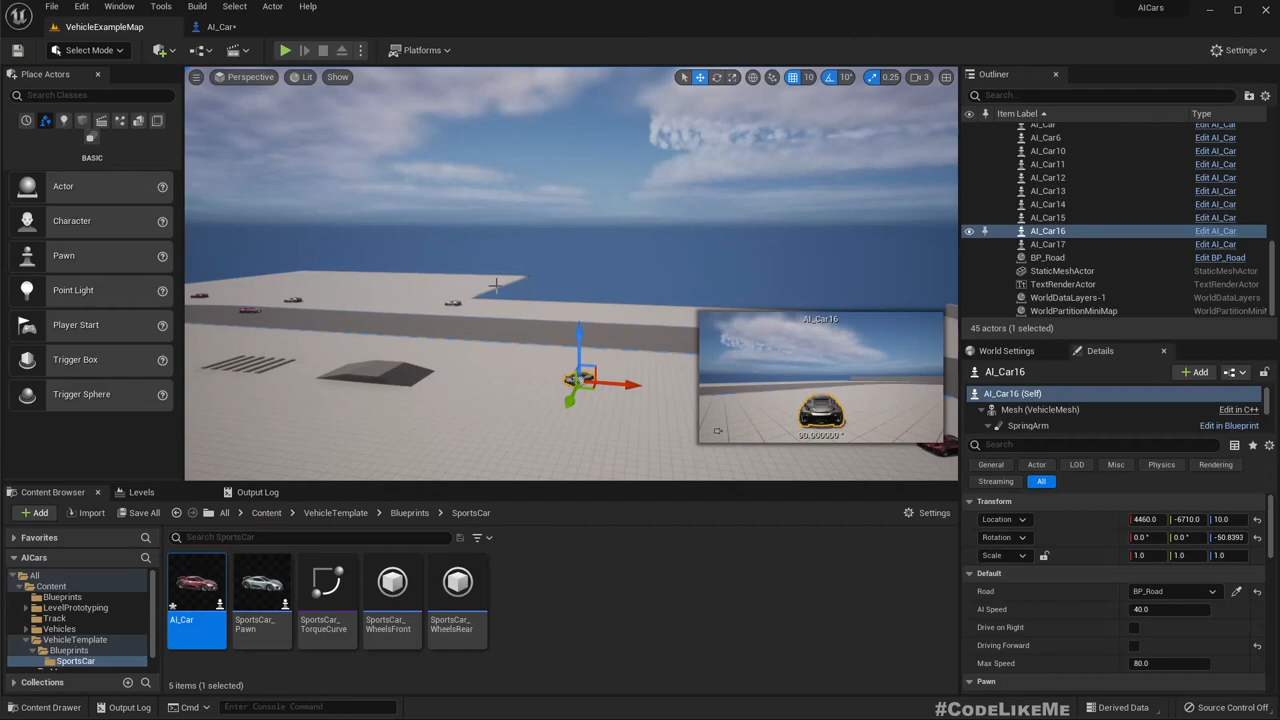 File Edit Window Tools Build Select Actor Help
AICars
VehicleExampleMap
AI_Car•
Select Mode
Platforms
Settings
Place Actors
Search Classes
BASIC
Actor
Character
Pawn
Point Light
Player Start
Trigger Box
Trigger Sphere
Perspective Lit Show
10 10° 0.25 3
AI_Car16
90.000000 °
Outliner
Search...
Item Label Type
AI_Car Edit AI_Car
AI_Car6 Edit AI_Car
AI_Car10 Edit AI_Car
AI_Car11 Edit AI_Car
AI_Car12 Edit AI_Car
AI_Car13 Edit AI_Car
AI_Car14 Edit AI_Car
AI_Car15 Edit AI_Car
AI_Car16 Edit AI_Car
AI_Car17 Edit AI_Car
BP_Road Edit BP_Road
StaticMeshActor StaticMeshActor
TextRenderActor TextRenderActor
WorldDataLayers-1 WorldDataLayers
WorldPartitionMiniMap WorldPartitionMiniM
45 actors (1 selected)
World Settings Details
AI_Car16
Add
AI_Car16 (Self)
Mesh (VehicleMesh) Edit in C++
SpringArm Edit in Blueprint
Search
General Actor LOD Misc Physics Rendering
Streaming All
Transform
Location 4460.0 -6710.0 10.0
Rotation 0.0 ° 0.0 ° -50.8393
Scale 1.0 1.0 1.0
Default
Road BP_Road
AI Speed 40.0
Drive on Right
Driving Forward
Max Speed 80.0
Pawn
Content Browser Levels Output Log
Add Import Save All All Content VehicleTemplate Blueprints SportsCar Settings
Favorites
AICars
All
Content
Blueprints
LevelPrototyping
Track
Vehicles
VehicleTemplate
Blueprints
SportsCar
Collections
Search SportsCar
AI_Car
SportsCar_
Pawn
SportsCar_
TorqueCurve
SportsCar_
WheelsFront
SportsCar_
WheelsRear
5 items (1 selected)
Content Drawer Output Log Cmd Enter Console Command
#CODELIKEME
Derived Data Source Control Off